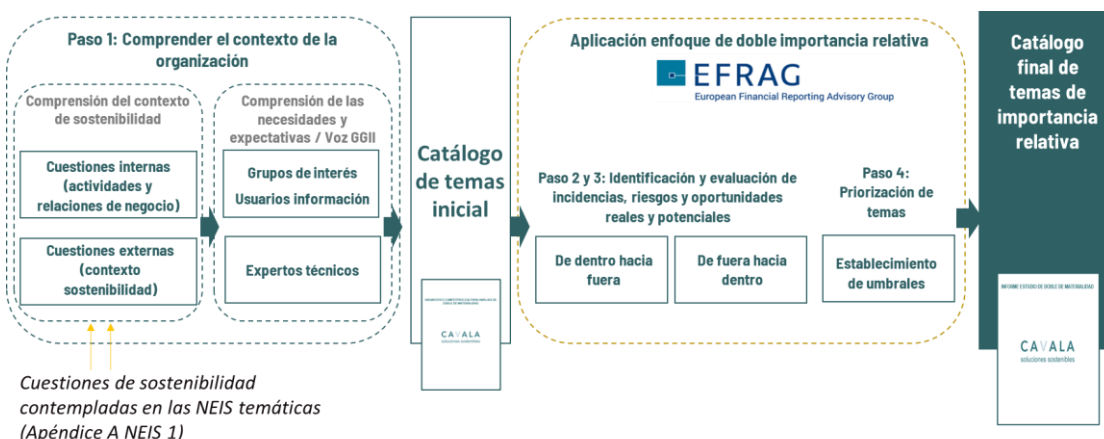 Paso 1: Comprender el contexto de la
organización
Comprensión del contexto
de sostenibilidad
Cuestiones internas
(actividades y
relaciones de negocio)
Cuestiones externas
(contexto
sostenibilidad)
Cuestiones de sostenibilidad
contempladas en las NEIS temáticas
(Apéndice A NEIS 1)
Comprensión de las
necesidades y
expectativas / Voz GGII
Grupos de interés
Usuarios información
Expertos técnicos
Catálogo
de temas
inicial
CAVALA
soluciones sostenibles
Aplicación enfoque de doble importancia relativa
EFRAG
European Financial Reporting Advisory Group
Paso 2 y 3: Identificación y evaluación de
incidencias, riesgos y oportunidades
reales y potenciales
De dentro hacia
fuera
De fuera hacia
dentro
Paso 4:
Priorización de
temas
Establecimiento
de umbrales
Catálogo
final de
temas de
importancia
relativa
INFORME ESTUDIO DE DOBLE DE MATERIALIDAD
CAVALA
soluciones sostenibles